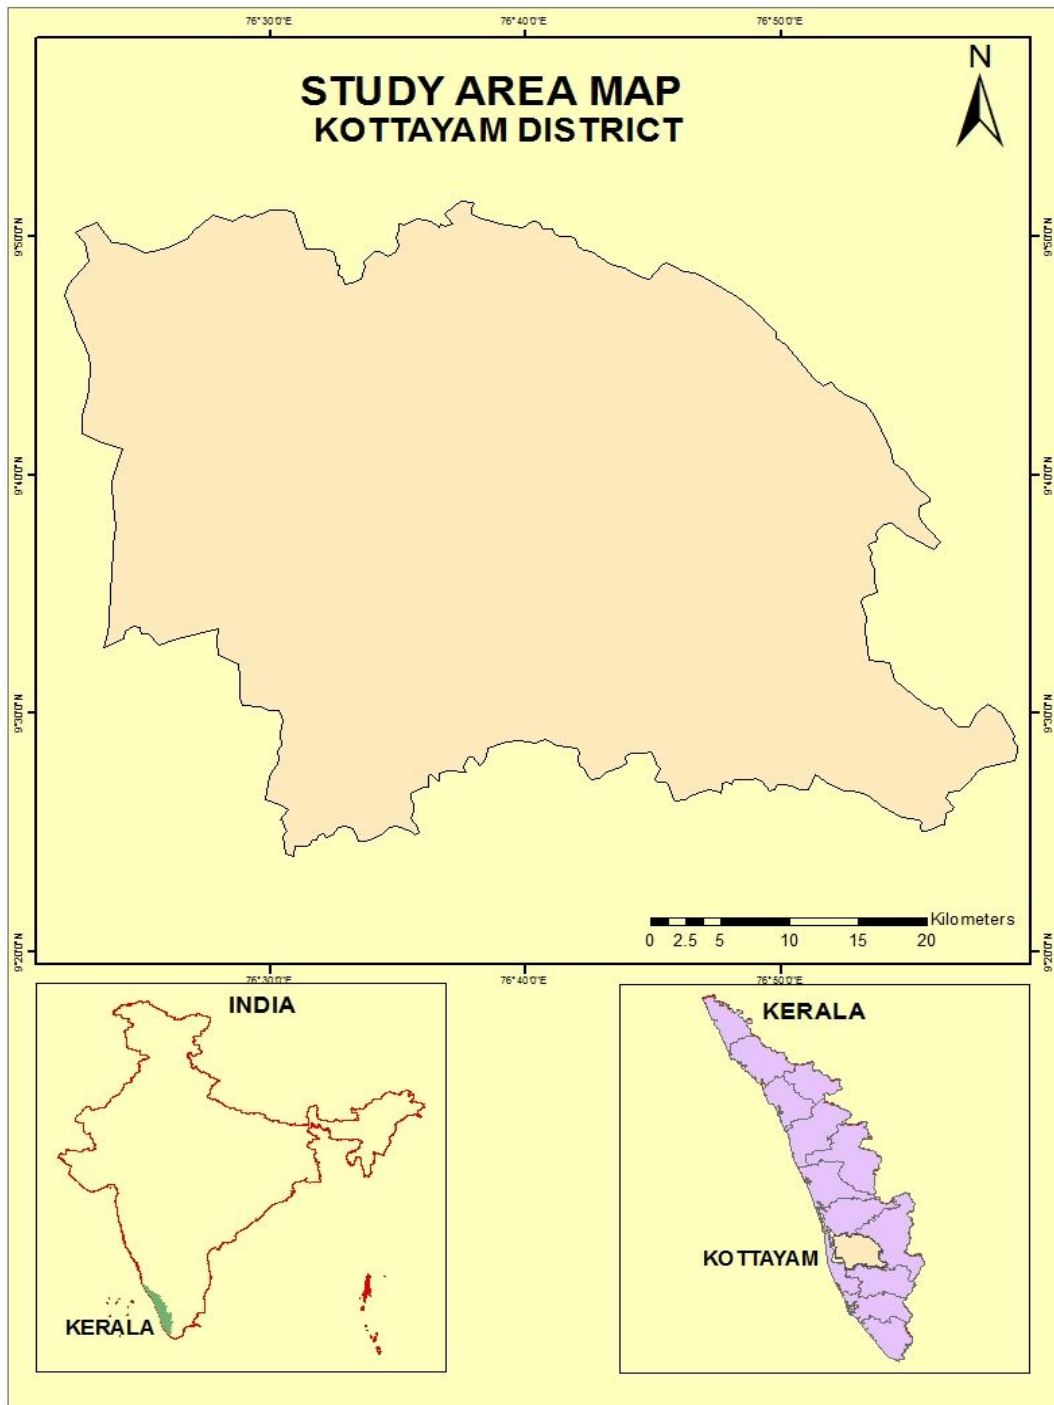 76°30'0"E
76°40'0"E
76°50'0"E
N
STUDY AREA MAP
KOTTAYAM DISTRICT
9°50'0"N
9°50'0"N
9°40'0"N
9°40'0"N
9°30'0"N
9°30'0"N
Kilometers
0 2.5 5 10 15 20
9°20'0"N
9°20'0"N
76°30'0"E
76°40'0"E
76°50'0"E
INDIA
KERALA
KERALA
KOTTAYAM